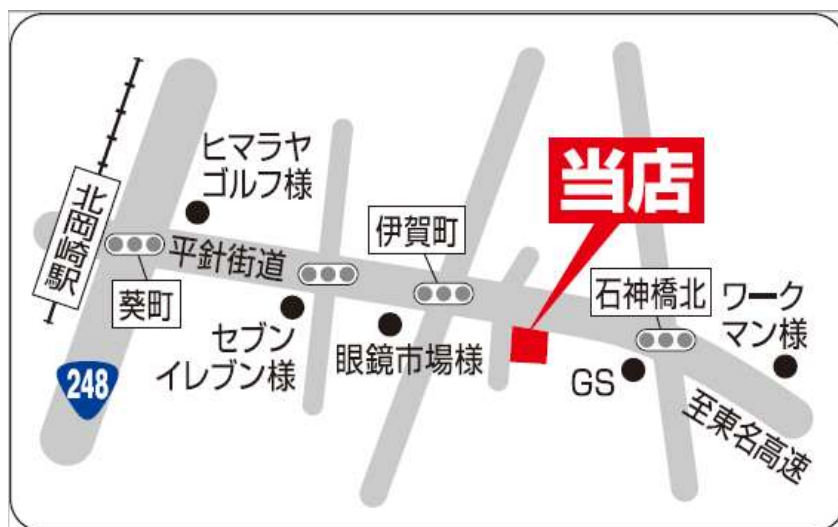 北岡崎駅
ヒマラヤ
ゴルフ様
葵町
平針街道
248
セブン
イレブン様
伊賀町
眼鏡市場様
当店
石神橋北
GS
ワーク
マン様
至東名高速